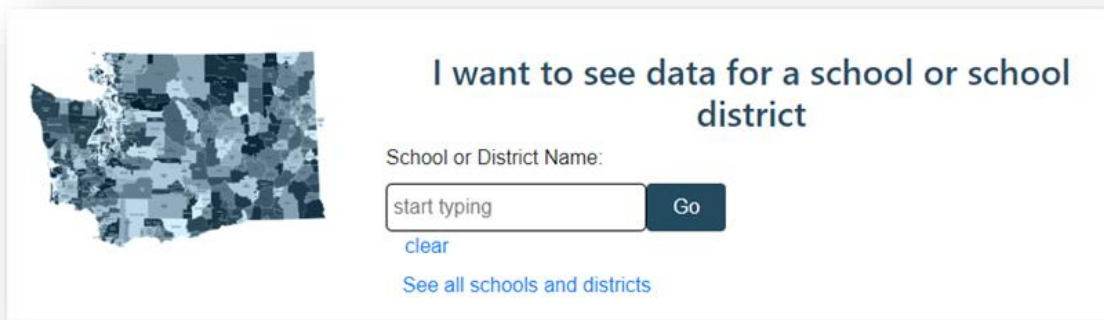 I want to see data for a school or school
district
School or District Name:
start typing
Go
clear
See all schools and districts